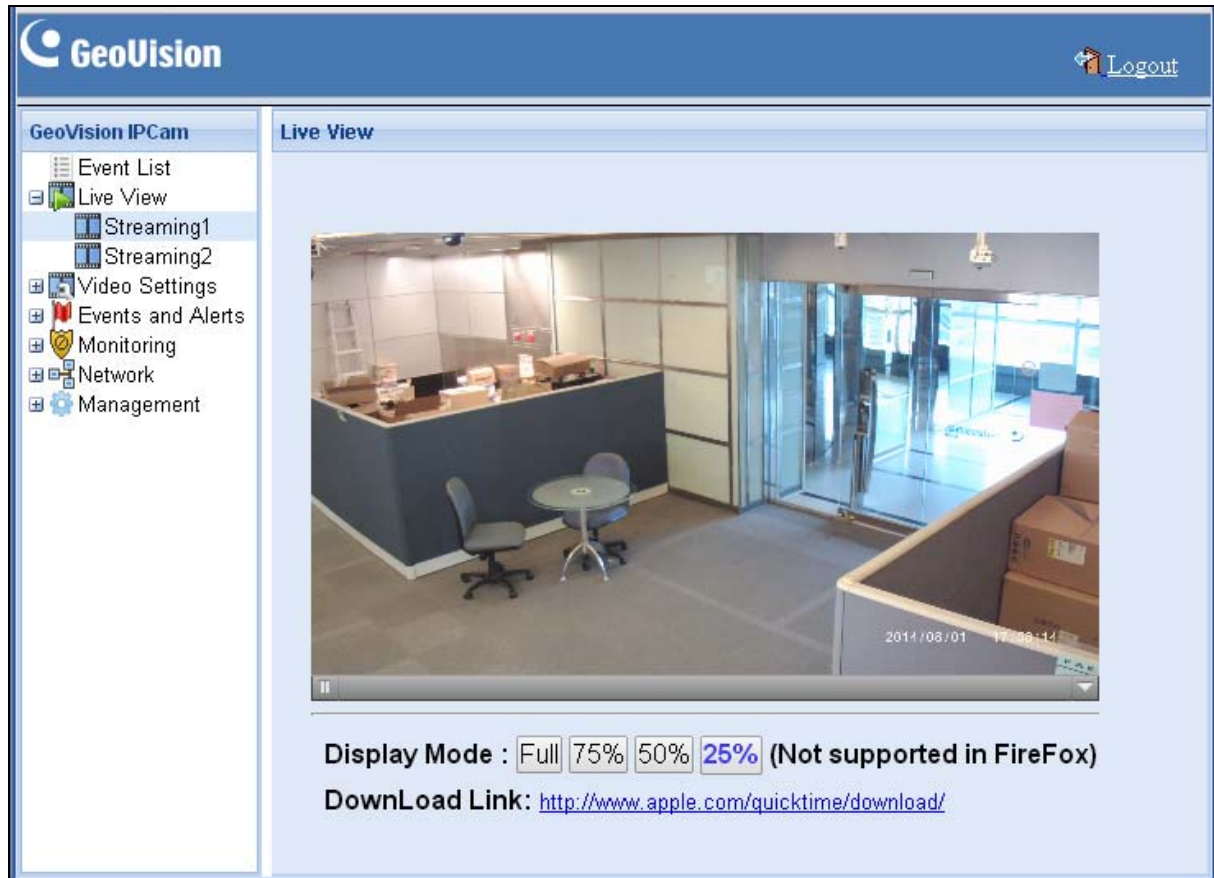 GeoVision
Logout
GeoVision IPCam
Event List
Live View
Streaming1
Streaming2
Video Settings
Events and Alerts
Monitoring
Network
Management
Live View
2014/08/01
Display Mode : Full 75% 50% 25% (Not supported in FireFox)
DownLoad Link: http://www.apple.com/quicktime/download/